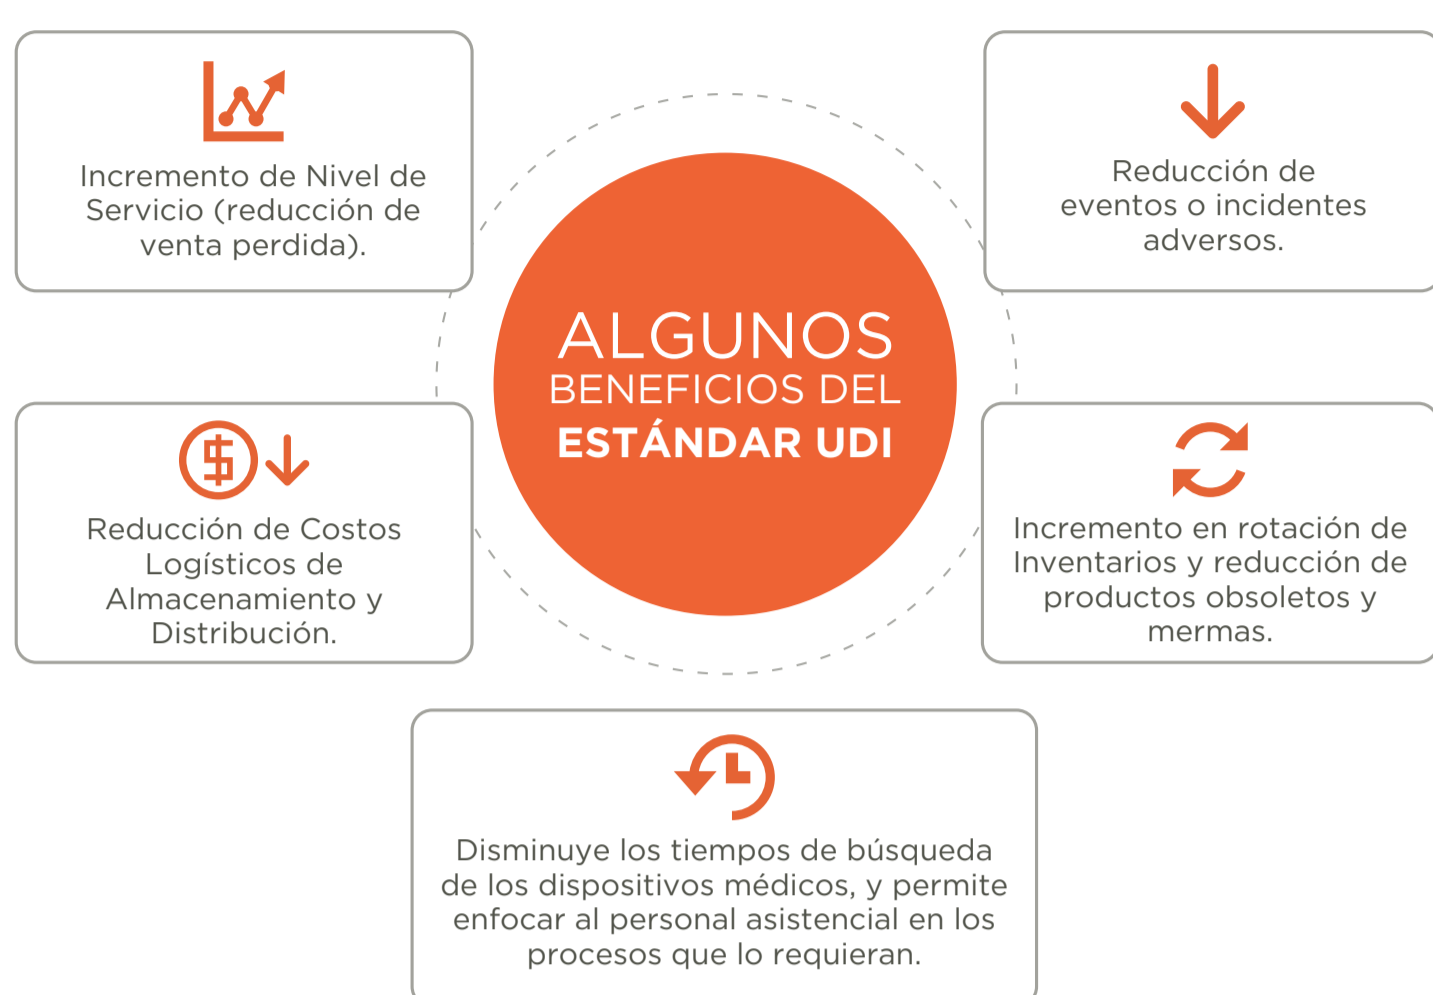 Incremento de Nivel de
Servicio (reducción de
venta perdida).
Reducción de
eventos o incidentes
adversos.
ALGUNOS
BENEFICIOS DEL
ESTÁNDAR UDI
Reducción de Costos
Logísticos de
Almacenamiento y
Distribución.
Incremento en rotación de
Inventarios y reducción de
productos obsoletos y
mermas.
Disminuye los tiempos de búsqueda
de los dispositivos médicos, y permite
enfocar al personal asistencial en los
procesos que lo requieran.